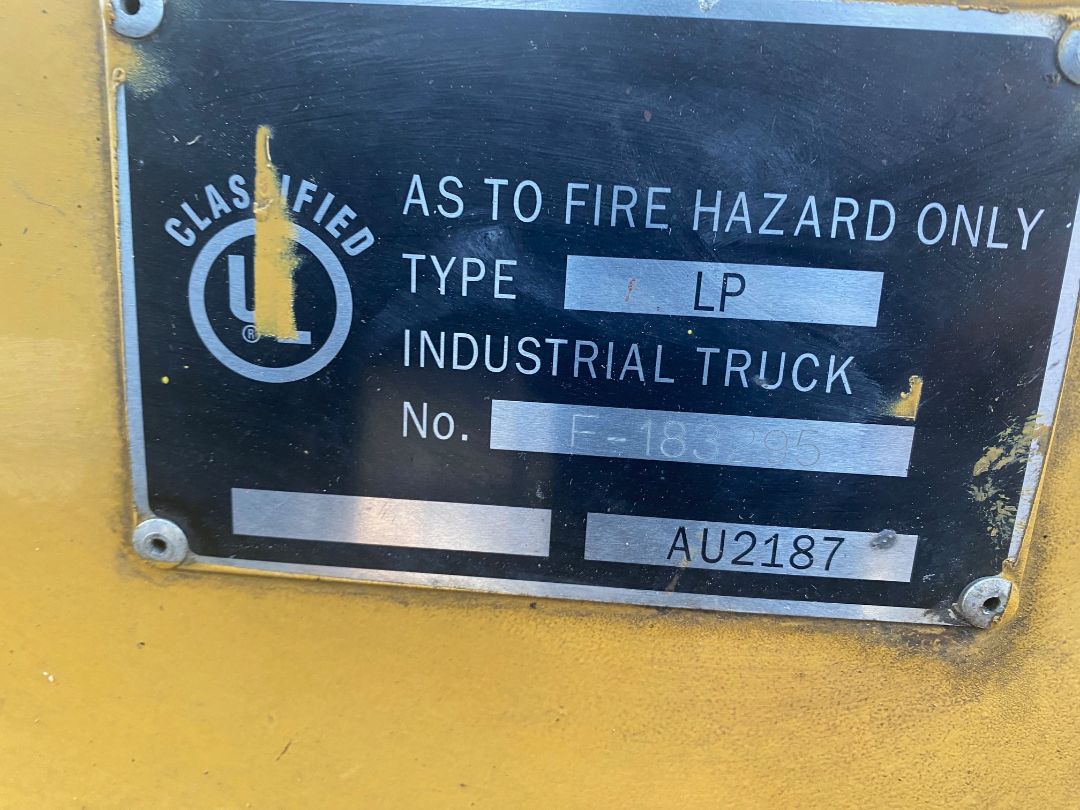 CLASSIFIED
UL
®
AS TO FIRE HAZARD ONLY
TYPE LP
INDUSTRIAL TRUCK
No. F-183295
AU2187